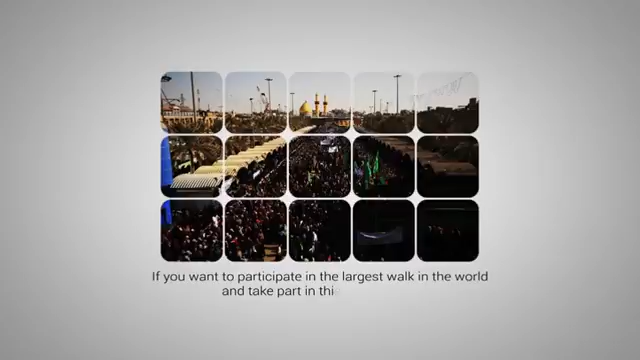 If you want to participate in the largest walk in the world
and take part in thi